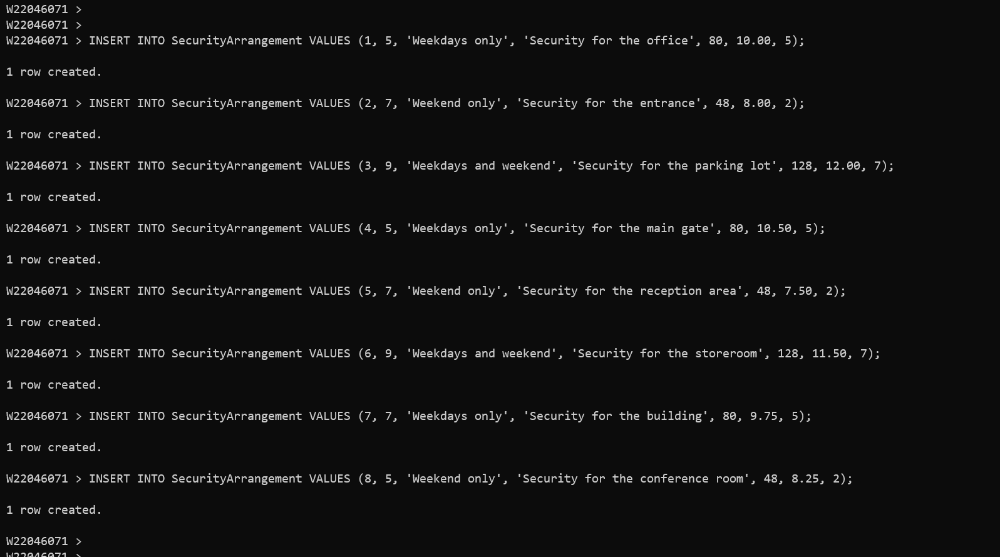 W22046071 >
W22046071 >
W22046071 > INSERT INTO SecurityArrangement VALUES (1, 5, 'Weekdays only', 'Security for the office', 80, 10.00, 5);
1 row created.
W22046071 > INSERT INTO SecurityArrangement VALUES (2, 7, 'Weekend only', 'Security for the entrance', 48, 8.00, 2);
1 row created.
W22046071 > INSERT INTO SecurityArrangement VALUES (3, 9, 'Weekdays and weekend', 'Security for the parking lot', 128, 12.00, 7);
1 row created.
W22046071 > INSERT INTO SecurityArrangement VALUES (4, 5, 'Weekdays only', 'Security for the main gate', 80, 10.50, 5);
1 row created.
W22046071 > INSERT INTO SecurityArrangement VALUES (5, 7, 'Weekend only', 'Security for the reception area', 48, 7.50, 2);
1 row created.
W22046071 > INSERT INTO SecurityArrangement VALUES (6, 9, 'Weekdays and weekend', 'Security for the storeroom', 128, 11.50, 7);
1 row created.
W22046071 > INSERT INTO SecurityArrangement VALUES (7, 7, 'Weekdays only', 'Security for the building', 80, 9.75, 5);
1 row created.
W22046071 > INSERT INTO SecurityArrangement VALUES (8, 5, 'Weekend only', 'Security for the conference room', 48, 8.25, 2);
1 row created.
W22046071 >
W22046071 >